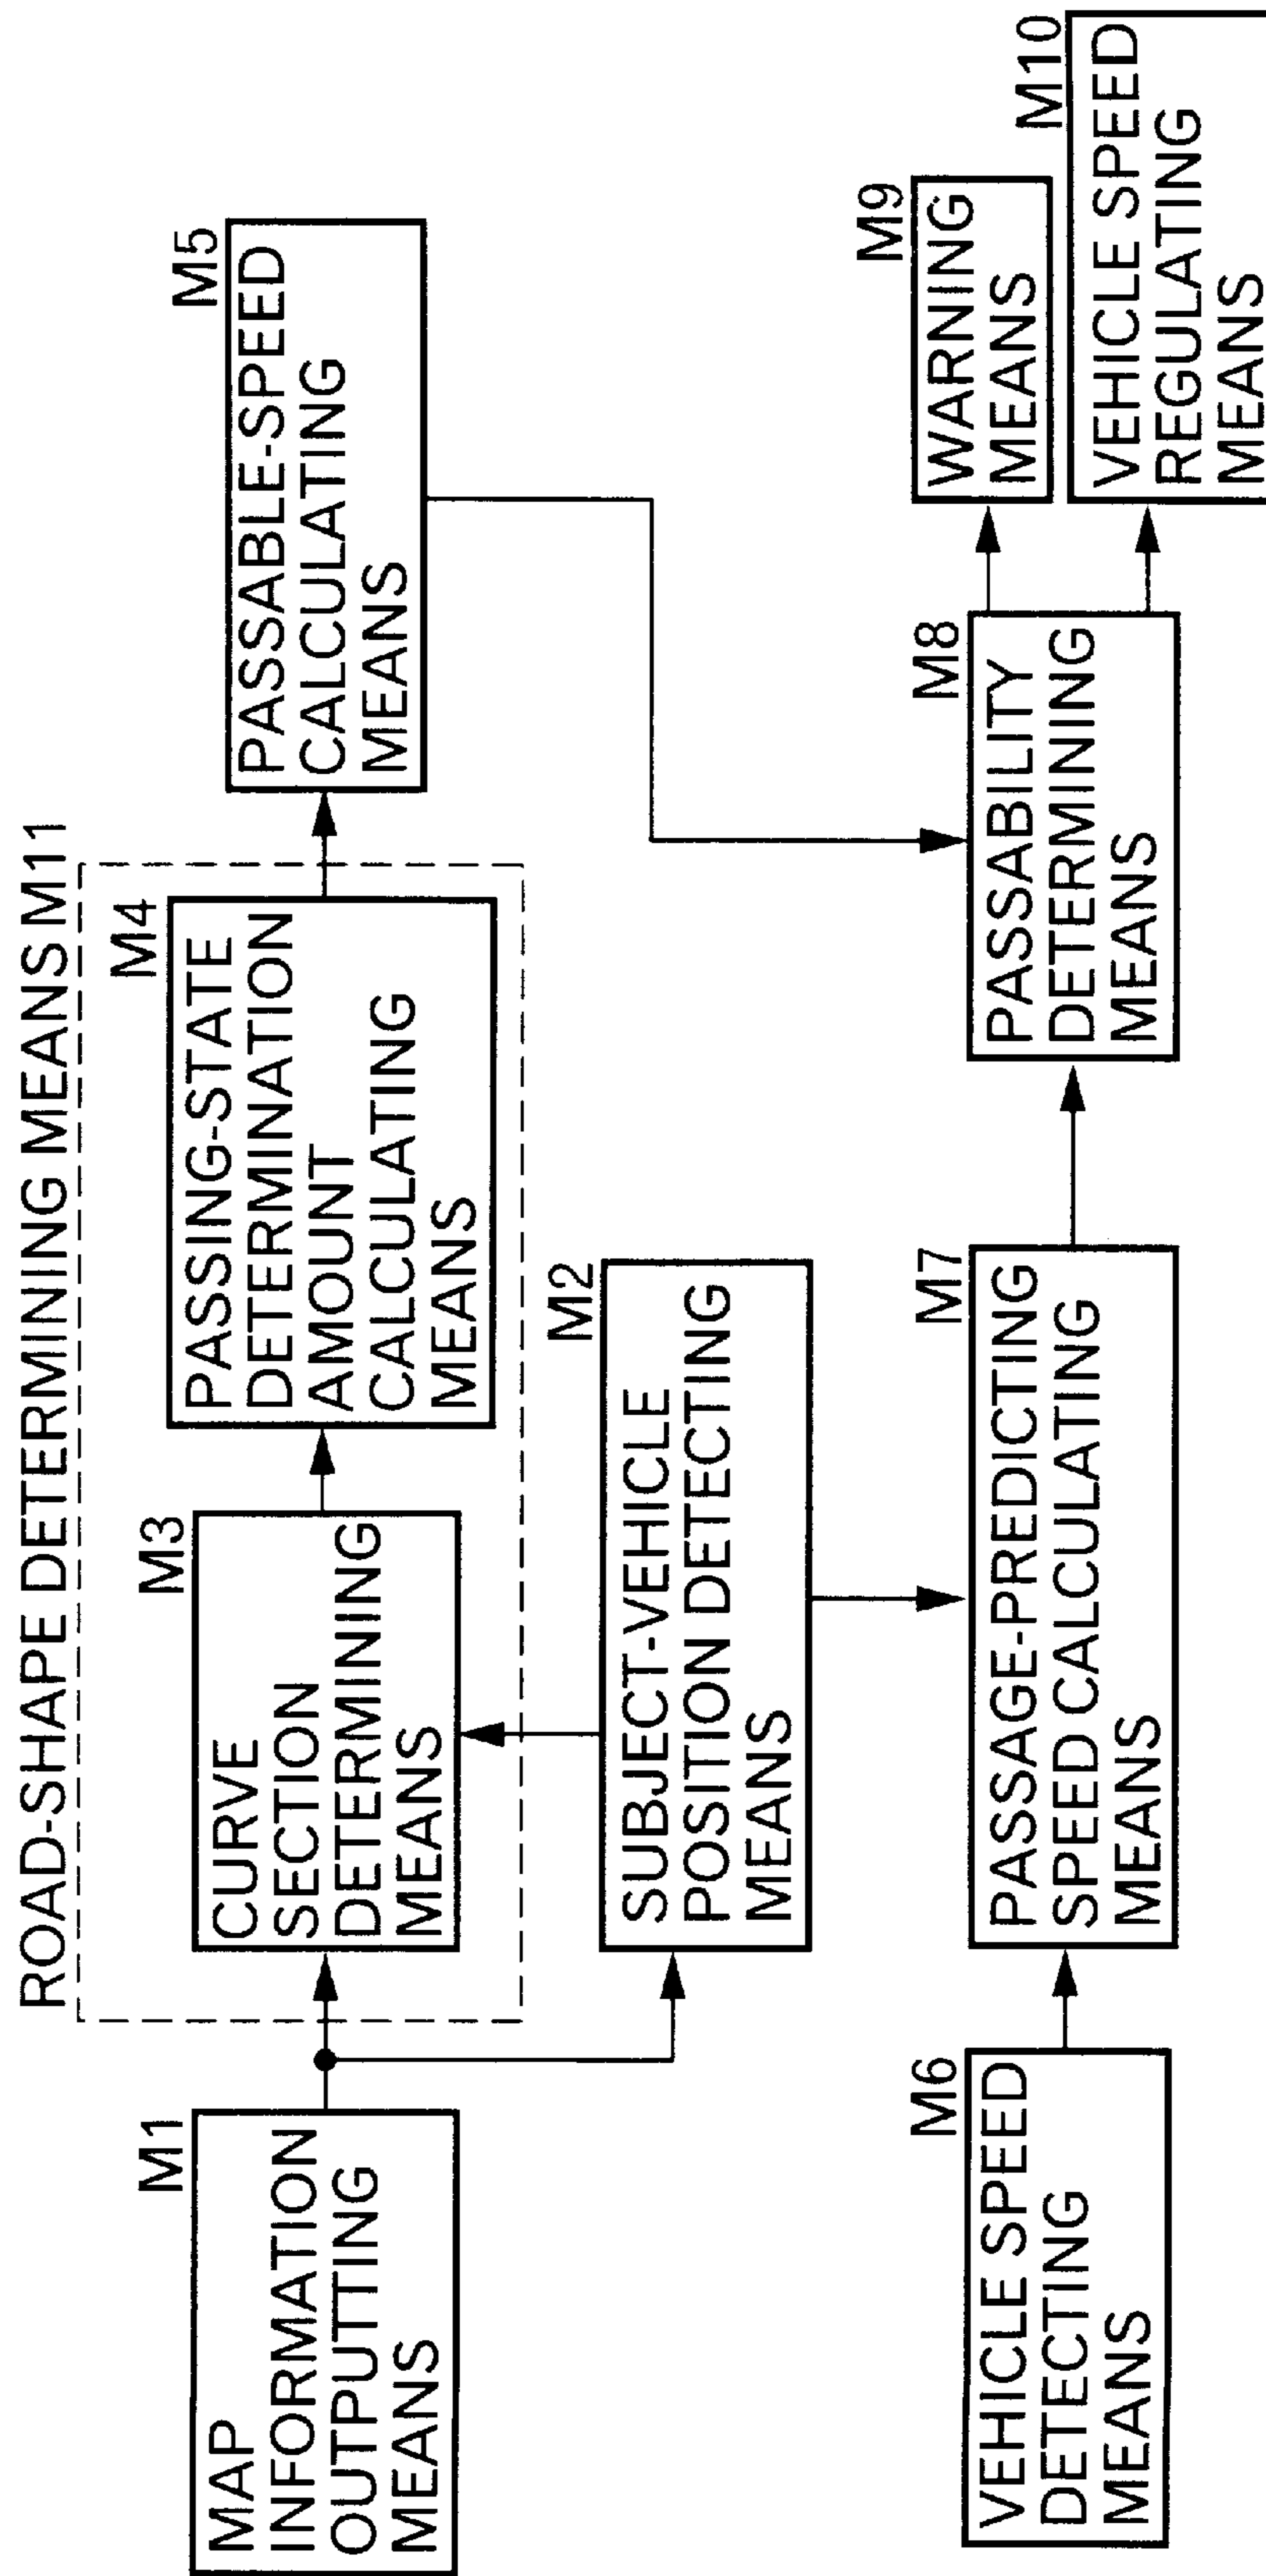 ROAD-SHAPE DETERMINING MEANS M11
M1
MAP
INFORMATION
OUTPUTTING
MEANS
M3
CURVE
SECTION
DETERMINING
MEANS
M4
PASSING-STATE
DETERMINATION
AMOUNT
CALCULATING
MEANS
M5
PASSABLE-SPEED
CALCULATING
MEANS
M2
SUBJECT-VEHICLE
POSITION DETECTING
MEANS
M6
VEHICLE SPEED
DETECTING
MEANS
M7
PASSAGE-PREDICTING
SPEED CALCULATING
MEANS
M8
PASSABILITY
DETERMINING
MEANS
M9
WARNING
MEANS
M10
VEHICLE SPEED
REGULATING
MEANS